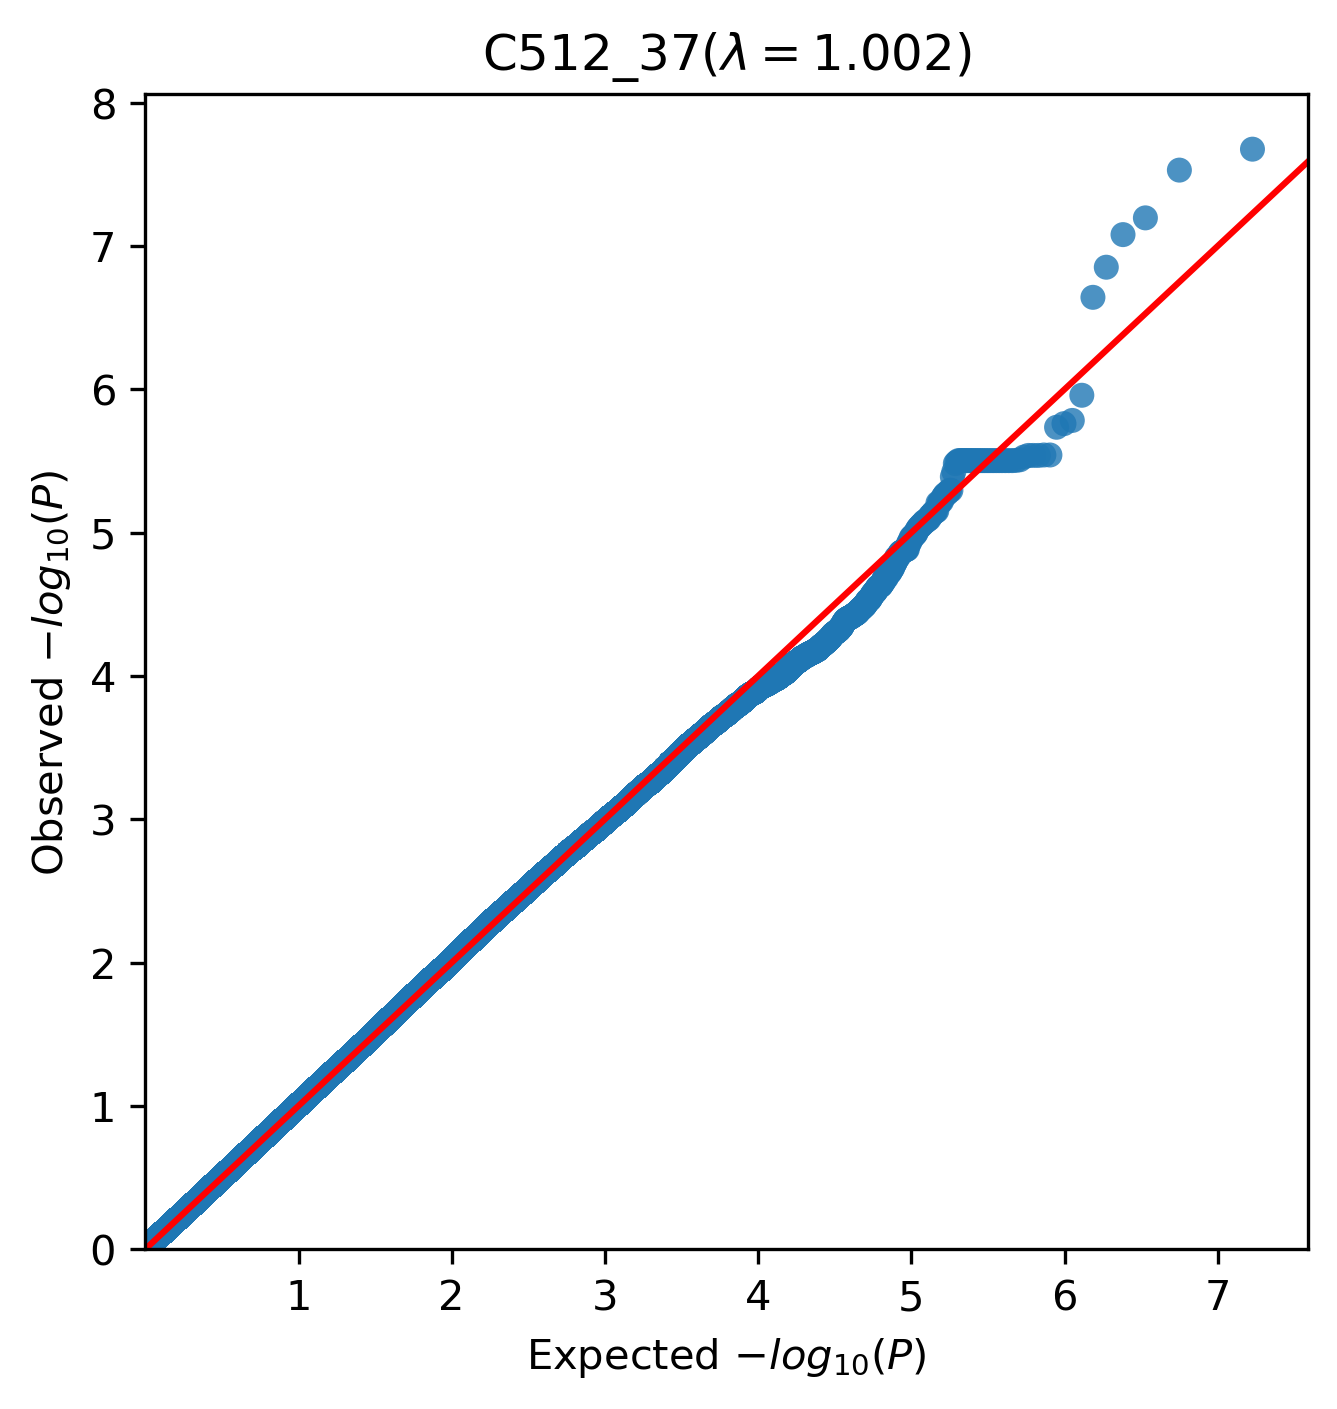 C512_37(λ = 1.002)
8
7
6
5
4
3
2
1
0
Observed −log₁₀(P)
1 2 3 4 5 6 7
Expected −log₁₀(P)